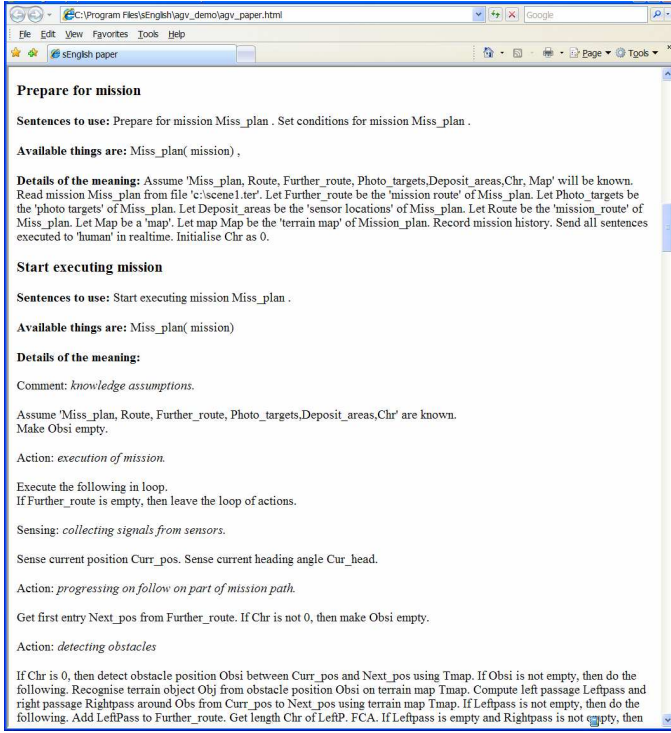 C:\Program Files\sEnglish\agv_demo\agv_paper.html
Google
File Edit View Favorites Tools Help
sEnglish paper
Page Tools
Prepare for mission
Sentences to use: Prepare for mission Miss_plan . Set conditions for mission Miss_plan .
Available things are: Miss_plan( mission) ,
Details of the meaning: Assume 'Miss_plan, Route, Further_route, Photo_targets,Deposit_areas,Chr, Map' will be known.
Read mission Miss_plan from file 'c:\scene1.ter'. Let Further_route be the 'mission route' of Miss_plan. Let Photo_targets be
the 'photo targets' of Miss_plan. Let Deposit_areas be the 'sensor locations' of Miss_plan. Let Route be the 'mission_route' of
Miss_plan. Let Map be a 'map'. Let map Map be the 'terrain map' of Mission_plan. Record mission history. Send all sentences
executed to 'human' in realtime. Initialise Chr as 0.
Start executing mission
Sentences to use: Start executing mission Miss_plan .
Available things are: Miss_plan( mission)
Details of the meaning:
Comment: knowledge assumptions.
Assume 'Miss_plan, Route, Further_route, Photo_targets,Deposit_areas,Chr' are known.
Make Obsi empty.
Action: execution of mission.
Execute the following in loop.
If Further_route is empty, then leave the loop of actions.
Sensing: collecting signals from sensors.
Sense current position Curr_pos. Sense current heading angle Cur_head.
Action: progressing on follow on part of mission path.
Get first entry Next_pos from Further_route. If Chr is not 0, then make Obsi empty.
Action: detecting obstacles
If Chr is 0, then detect obstacle position Obsi between Curr_pos and Next_pos using Tmap. If Obsi is not empty, then do the
following. Recognise terrain object Obj from obstacle position Obsi on terrain map Tmap. Compute left passage Leftpass and
right passage Rightpass around Obs from Curr_pos to Next_pos using terrain map Tmap. If Leftpass is not empty, then do the
following. Add LeftPass to Further_route. Get length Chr of LeftP. FCA. If Leftpass is empty and Rightpass is not empty, then